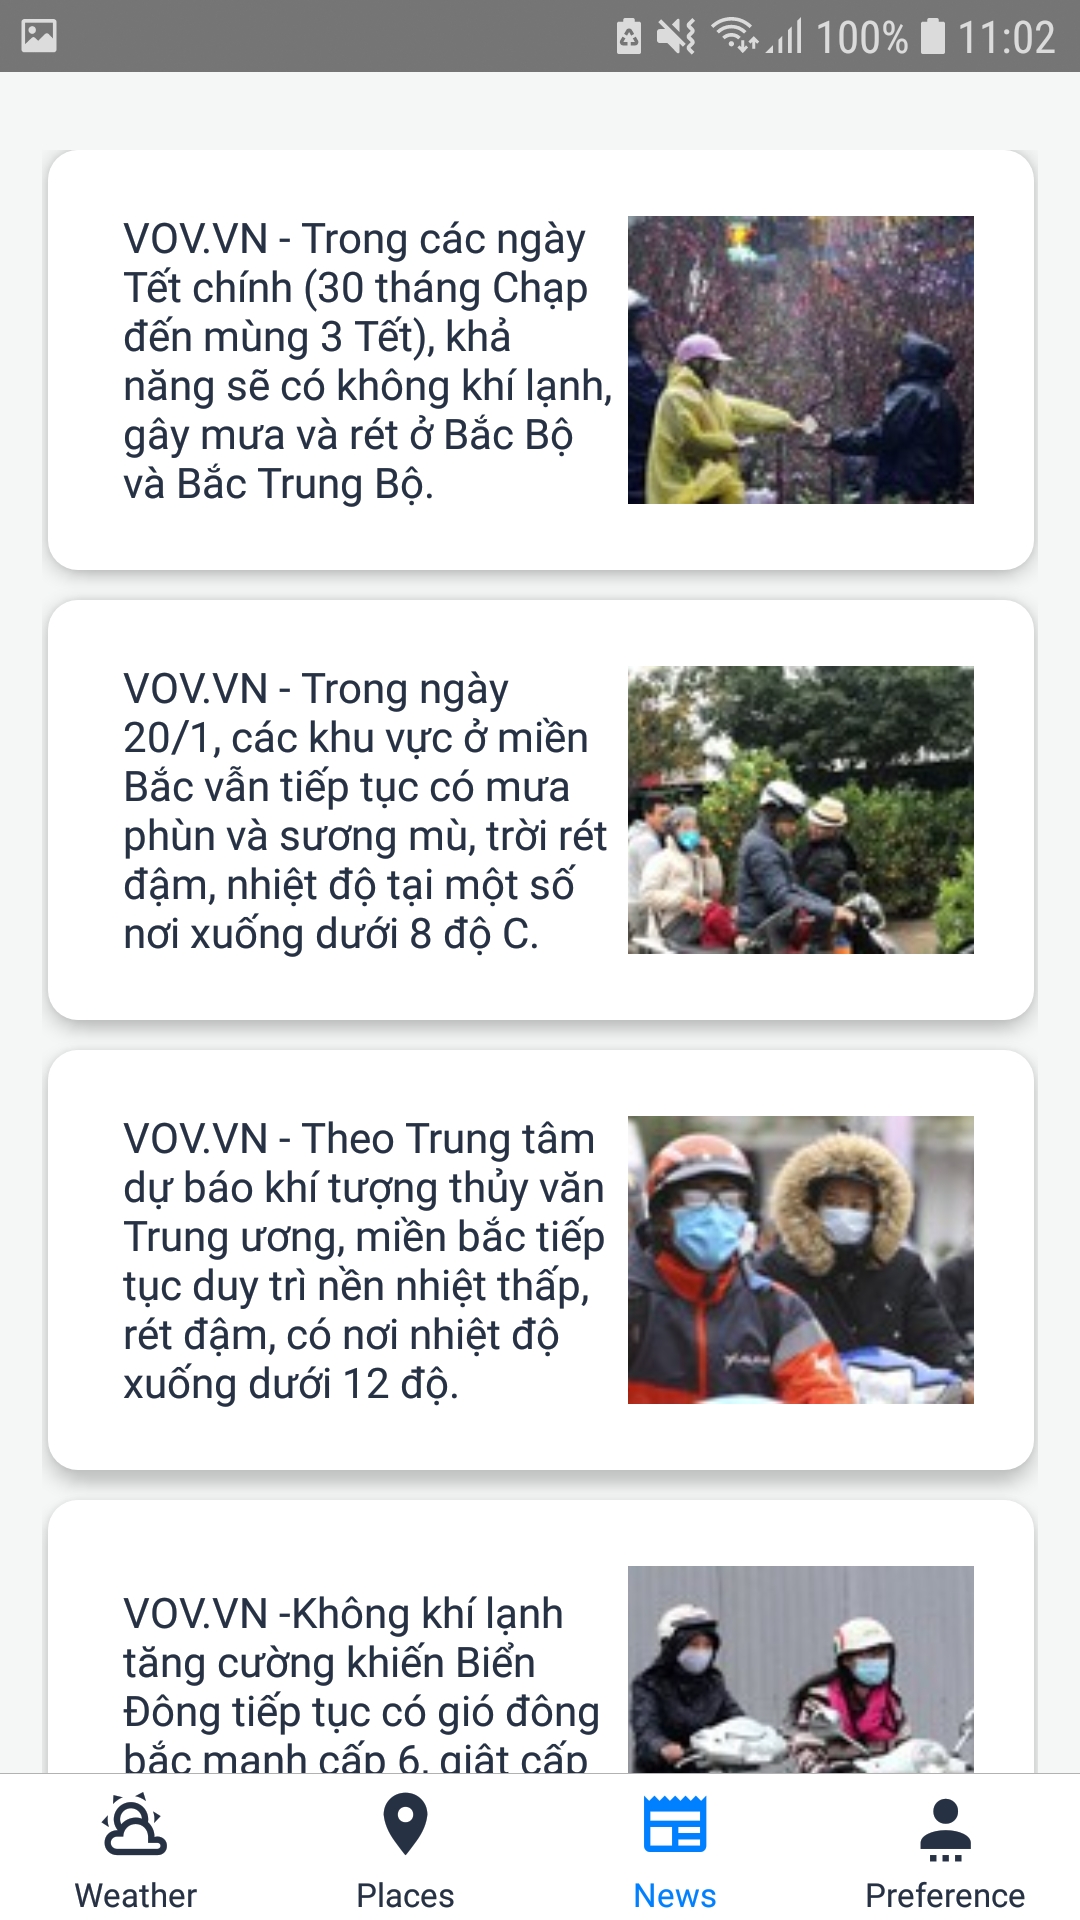 100% 11:02
VOV.VN - Trong các ngày
Tết chính (30 tháng Chạp
đến mùng 3 Tết), khả
năng sẽ có không khí lạnh,
gây mưa và rét ở Bắc Bộ
và Bắc Trung Bộ.
VOV.VN - Trong ngày
20/1, các khu vực ở miền
Bắc vẫn tiếp tục có mưa
phùn và sương mù, trời rét
đậm, nhiệt độ tại một số
nơi xuống dưới 8 độ C.
VOV.VN - Theo Trung tâm
dự báo khí tượng thủy văn
Trung ương, miền bắc tiếp
tục duy trì nền nhiệt thấp,
rét đậm, có nơi nhiệt độ
xuống dưới 12 độ.
VOV.VN -Không khí lạnh
tăng cường khiến Biển
Đông tiếp tục có gió đông
bắc mạnh cấp 6, giật cấp
Weather
Places
News
Preference